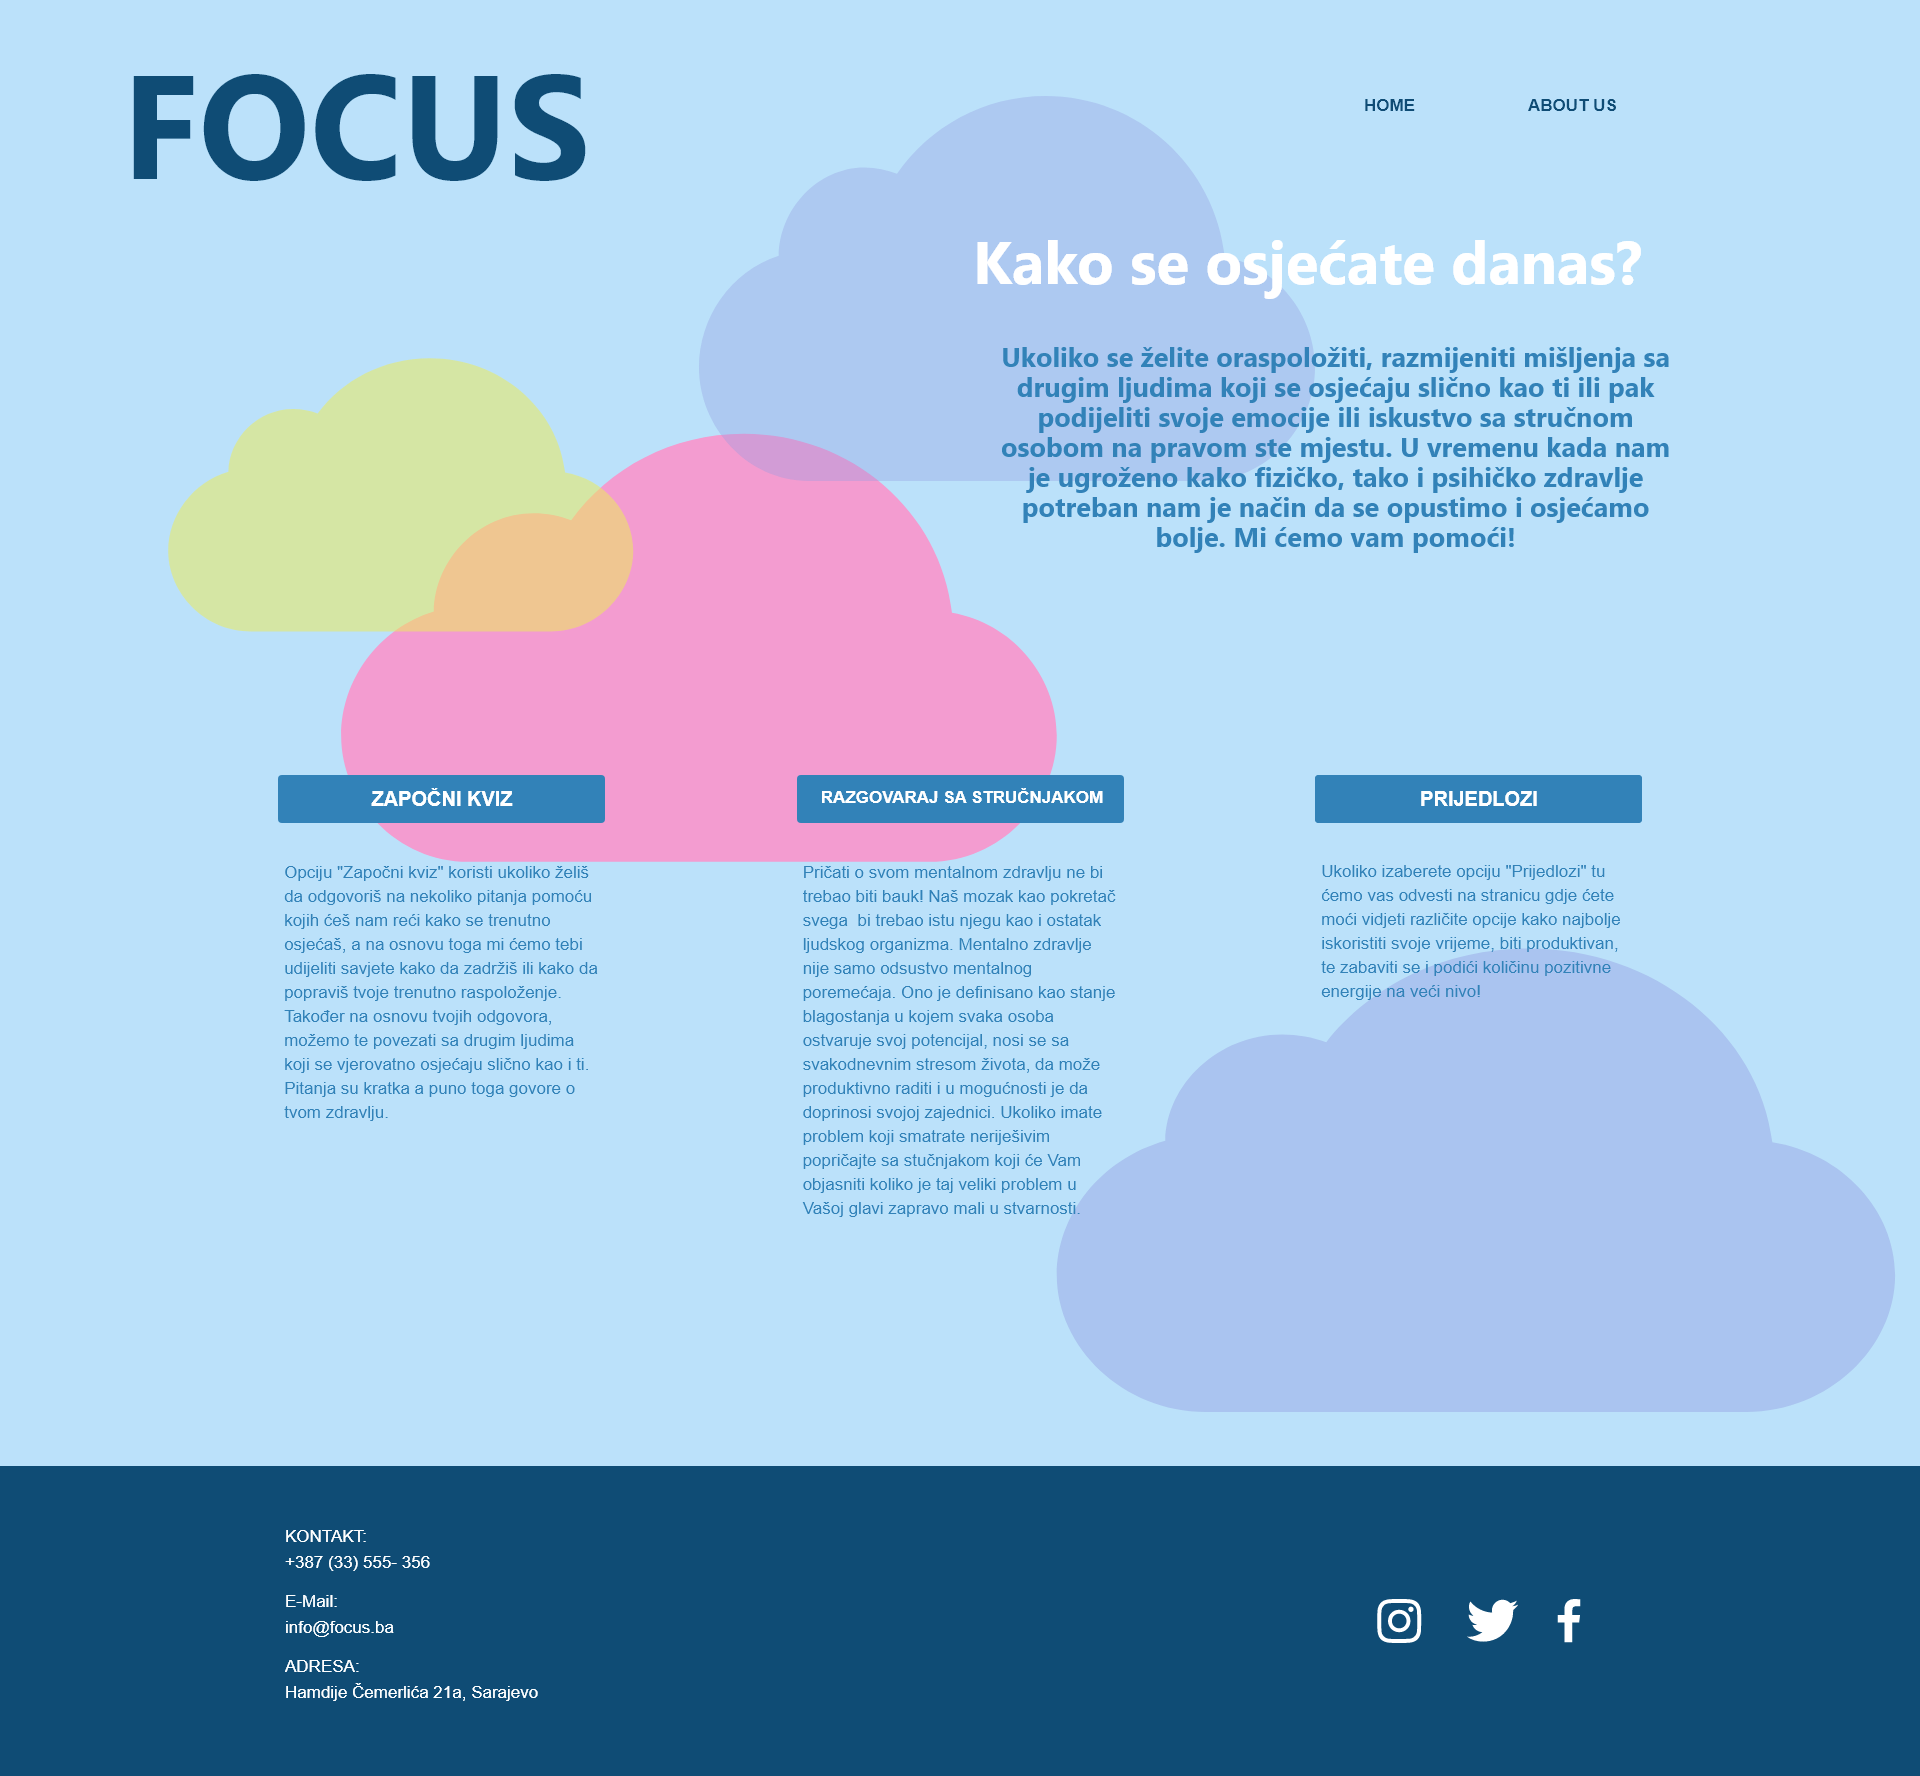 FOCUS
HOME
ABOUT US
Kako se osjećate danas?
Ukoliko se želite oraspoložiti, razmijeniti mišljenja sa
drugim ljudima koji se osjećaju slično kao ti ili pak
podijeliti svoje emocije ili iskustvo sa stručnom
osobom na pravom ste mjestu. U vremenu kada nam
je ugroženo kako fizičko, tako i psihičko zdravlje
potreban nam je način da se opustimo i osjećamo
bolje. Mi ćemo vam pomoći!
ZAPOČNI KVIZ
Opciju "Započni kviz" koristi ukoliko želiš
da odgovoriš na nekoliko pitanja pomoću
kojih ćeš nam reći kako se trenutno
osjećaš, a na osnovu toga mi ćemo tebi
udijeliti savjete kako da zadržiš ili kako da
popraviš tvoje trenutno raspoloženje.
Također na osnovu tvojih odgovora,
možemo te povezati sa drugim ljudima
koji se vjerovatno osjećaju slično kao i ti.
Pitanja su kratka a puno toga govore o
tvom zdravlju.
RAZGOVARAJ SA STRUČNJAKOM
Pričati o svom mentalnom zdravlju ne bi
trebao biti bauk! Naš mozak kao pokretač
svega  bi trebao istu njegu kao i ostatak
ljudskog organizma. Mentalno zdravlje
nije samo odsustvo mentalnog
poremećaja. Ono je definisano kao stanje
blagostanja u kojem svaka osoba
ostvaruje svoj potencijal, nosi se sa
svakodnevnim stresom života, da može
produktivno raditi i u mogućnosti je da
doprinosi svojoj zajednici. Ukoliko imate
problem koji smatrate neriješivim
popričajte sa stučnjakom koji će Vam
objasniti koliko je taj veliki problem u
Vašoj glavi zapravo mali u stvarnosti.
PRIJEDLOZI
Ukoliko izaberete opciju "Prijedlozi" tu
ćemo vas odvesti na stranicu gdje ćete
moći vidjeti različite opcije kako najbolje
iskoristiti svoje vrijeme, biti produktivan,
te zabaviti se i podići količinu pozitivne
energije na veći nivo!
KONTAKT:
+387 (33) 555- 356
E-Mail:
info@focus.ba
ADRESA:
Hamdije Čemerlića 21a, Sarajevo